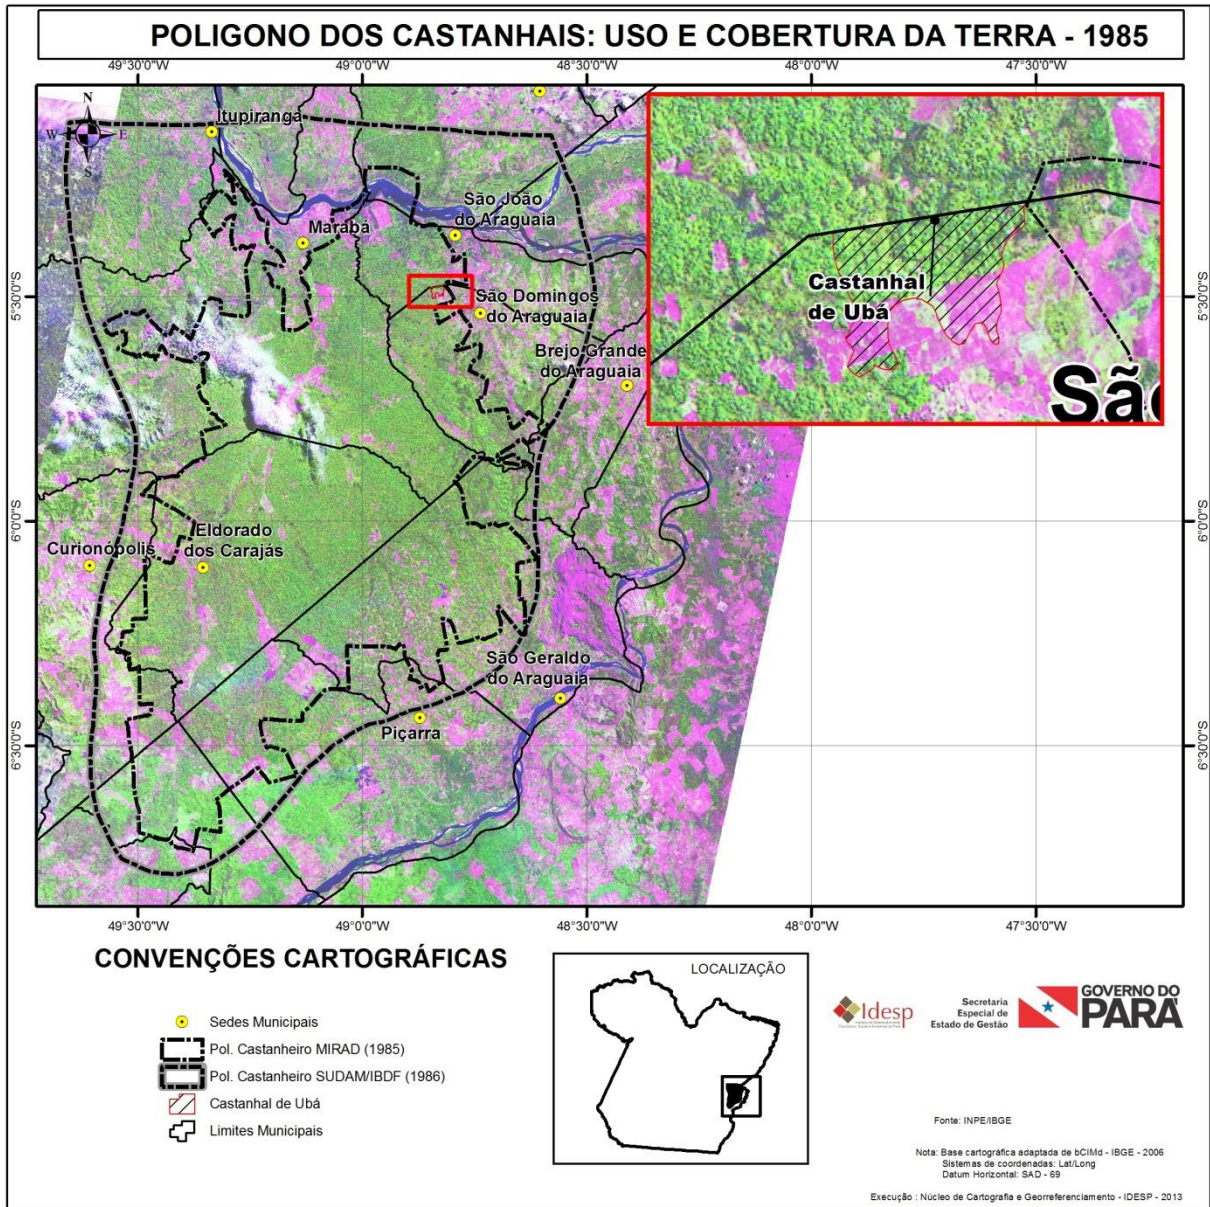 POLIGONO DOS CASTANHAIS: USO E COBERTURA DA TERRA - 1985
49°30'0"W
49°0'0"W
48°30'0"W
48°0'0"W
47°30'0"W
N
W
E
S
Itupiranga
São João
do Araguaia
Marabá
São Domingos
do Araguaia
Brejo Grande
do Araguaia
Castanhal
de Ubá
Sã
5°30'0"S
5°30'0"S
6°0'0"S
6°0'0"S
Eldorado
dos Carajás
Curionópolis
São Geraldo
do Araguaia
Piçarra
6°30'0"S
6°30'0"S
49°30'0"W
49°0'0"W
48°30'0"W
48°0'0"W
47°30'0"W
CONVENÇÕES CARTOGRÁFICAS
Sedes Municipais
Pol. Castanheiro MIRAD (1985)
Pol. Castanheiro SUDAM/IBDF (1986)
Castanhal de Ubá
Limites Municipais
LOCALIZAÇÃO
Idesp
Secretaria
Especial de
Estado de Gestão
GOVERNO DO
PARÁ
Fonte: INPE/IBGE
Nota: Base cartográfica adaptada de bCIMd - IBGE - 2006
Sistemas de coordenadas: Lat/Long
Datum Horizontal: SAD - 69
Execução : Núcleo de Cartografia e Georreferenciamento - IDESP - 2013